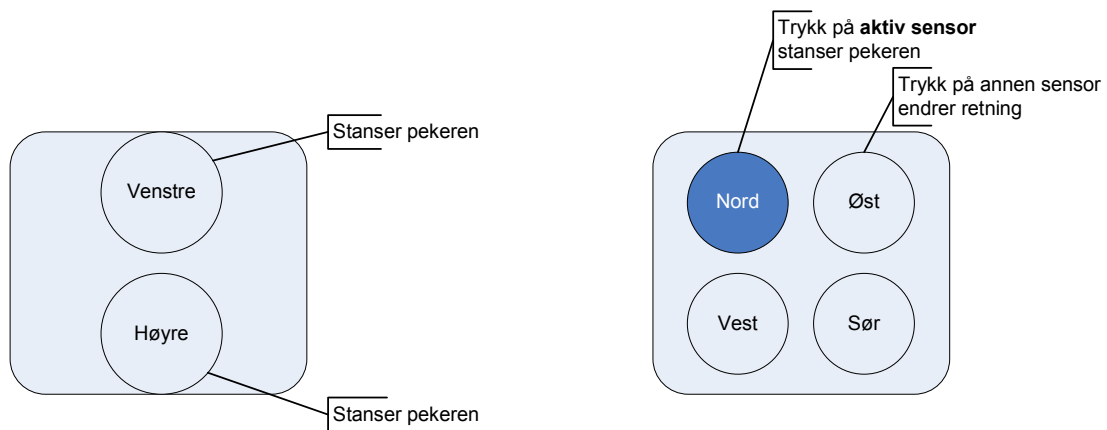 Stanser pekeren
Venstre
Høyre
Stanser pekeren
Trykk på aktiv sensor
stanser pekeren
Trykk på annen sensor
endrer retning
Nord
Øst
Vest
Sør